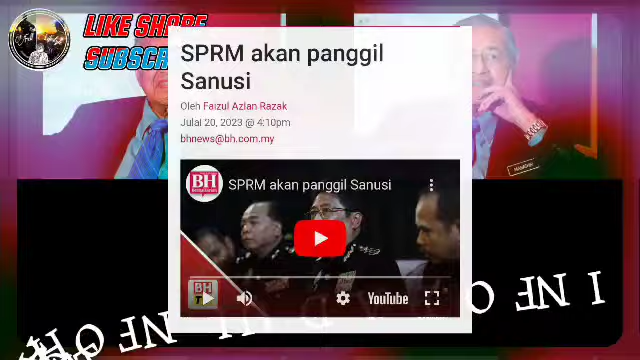 LIKE SHARE
SUBSCR
SPRM akan panggil
Sanusi
Oleh Faizul Azlan Razak
Julai 20, 2023 @ 4:10pm
bhnews@bh.com.my
BH
SPRM akan panggil Sanusi
BH
YouTube